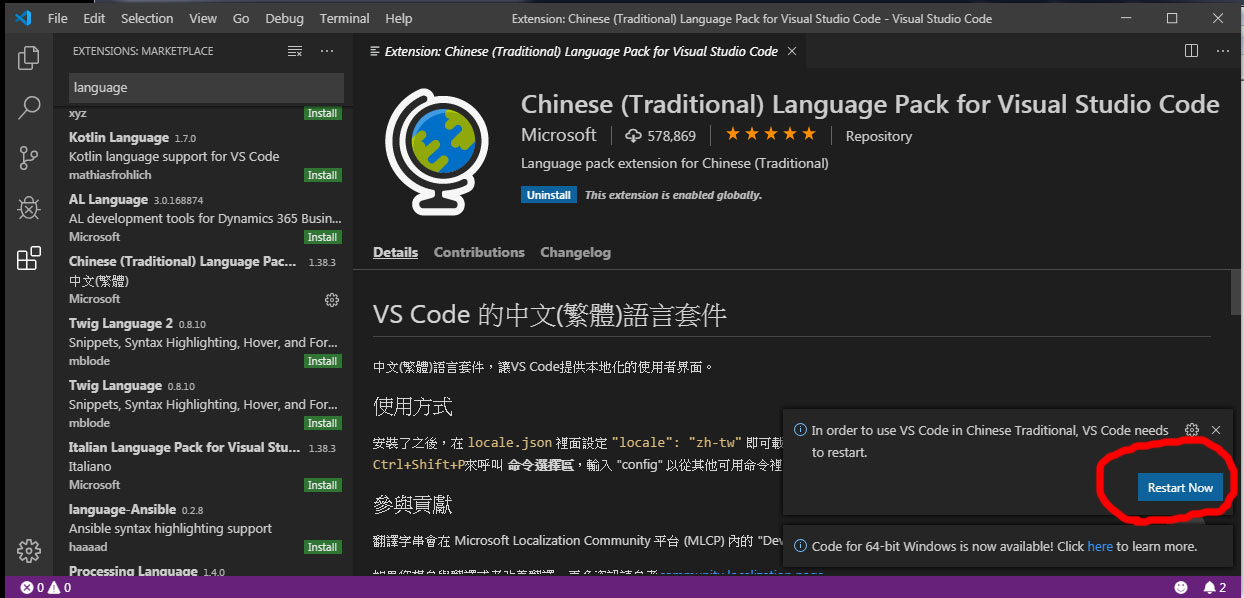 File Edit Selection View Go Debug Terminal Help Extension: Chinese (Traditional) Language Pack for Visual Studio Code - Visual Studio Code
EXTENSIONS: MARKETPLACE
language
xyz Install
Kotlin Language 1.7.0
Kotlin language support for VS Code
mathiasfrohlich Install
AL Language 3.0.168874
AL development tools for Dynamics 365 Busin...
Microsoft Install
Chinese (Traditional) Language Pac... 1.38.3
中文(繁體)
Microsoft
Twig Language 2 0.8.10
Snippets, Syntax Highlighting, Hover, and For...
mblode Install
Twig Language 0.8.10
Snippets, Syntax Highlighting, Hover, and For...
mblode Install
Italian Language Pack for Visual Stu... 1.38.3
Italiano
Microsoft Install
language-Ansible 0.2.8
Ansible syntax highlighting support
haaaad Install
Processing Language 1.4.0
Extension: Chinese (Traditional) Language Pack for Visual Studio Code
Chinese (Traditional) Language Pack for Visual Studio Code
Microsoft 578,869 Repository
Language pack extension for Chinese (Traditional)
Uninstall This extension is enabled globally.
Details Contributions Changelog
VS Code 的中文(繁體)語言套件
中文(繁體)語言套件，讓VS Code提供本地化的使用者界面。
使用方式
安裝了之後，在 locale.json 裡面設定 "locale": "zh-tw" 即可載
Ctrl+Shift+P來呼叫 命令選擇區，輸入 "config" 以從其他可用命令裡
參與貢獻
翻譯字串會在 Microsoft Localization Community 平台 (MLCP) 內的 "Dev
community localization page
In order to use VS Code in Chinese Traditional, VS Code needs
to restart.
Restart Now
Code for 64-bit Windows is now available! Click here to learn more.
0 0 2